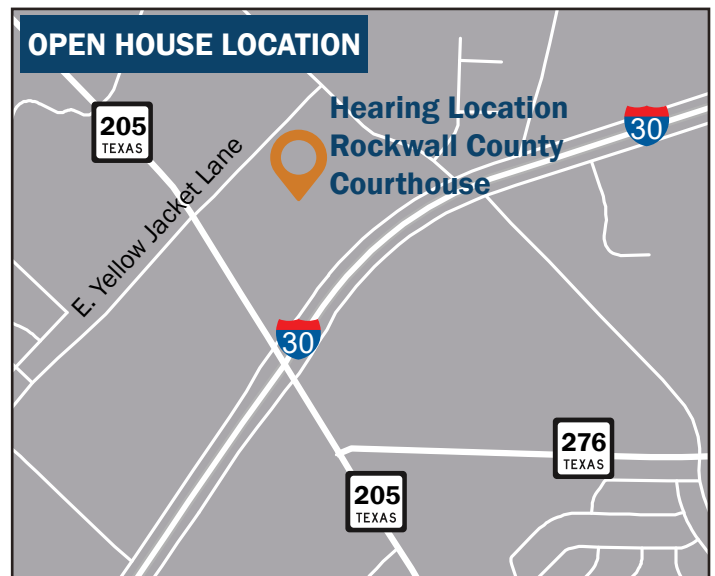 OPEN HOUSE LOCATION
Hearing Location
Rockwall County
Courthouse
205
TEXAS
30
E. Yellow Jacket Lane
30
276
TEXAS
205
TEXAS